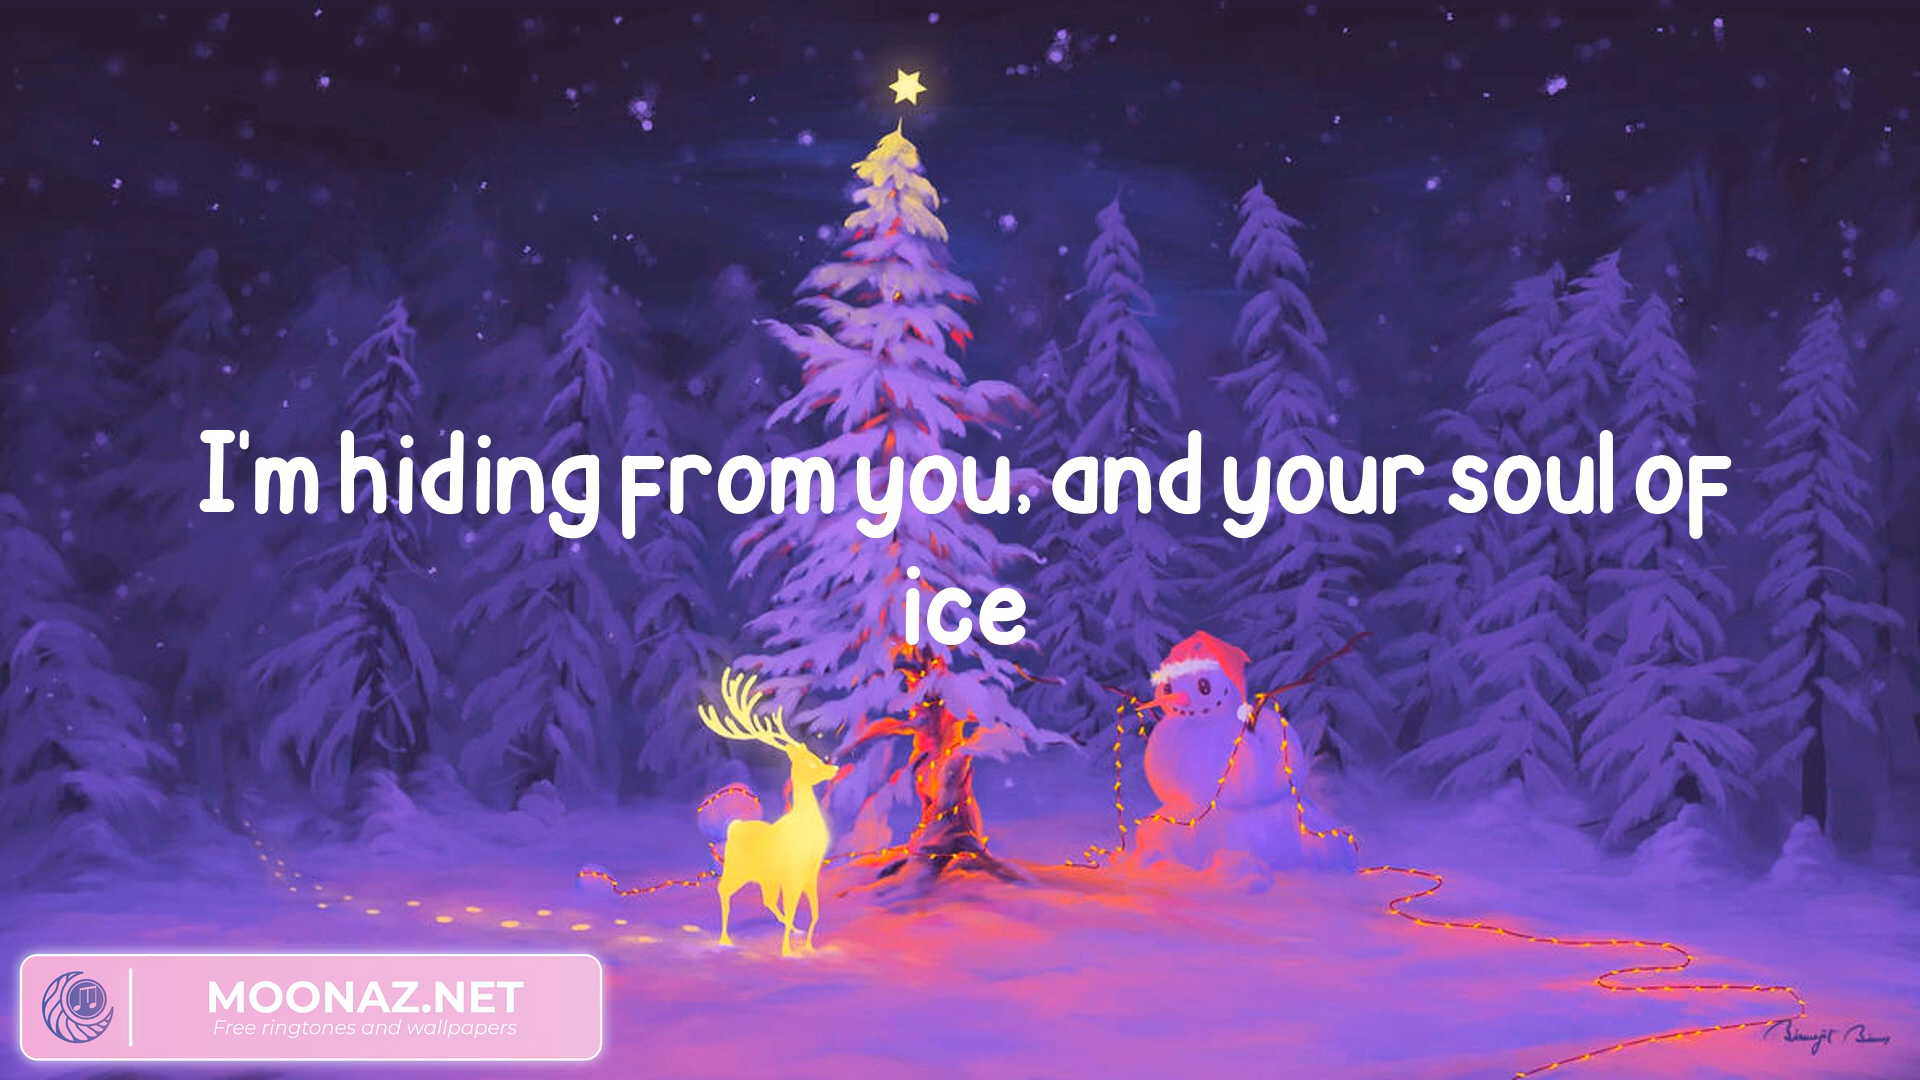 I'm hiding from you, and your soul of
ice
MOONAZ.NET
Free ringtones and wallpapers